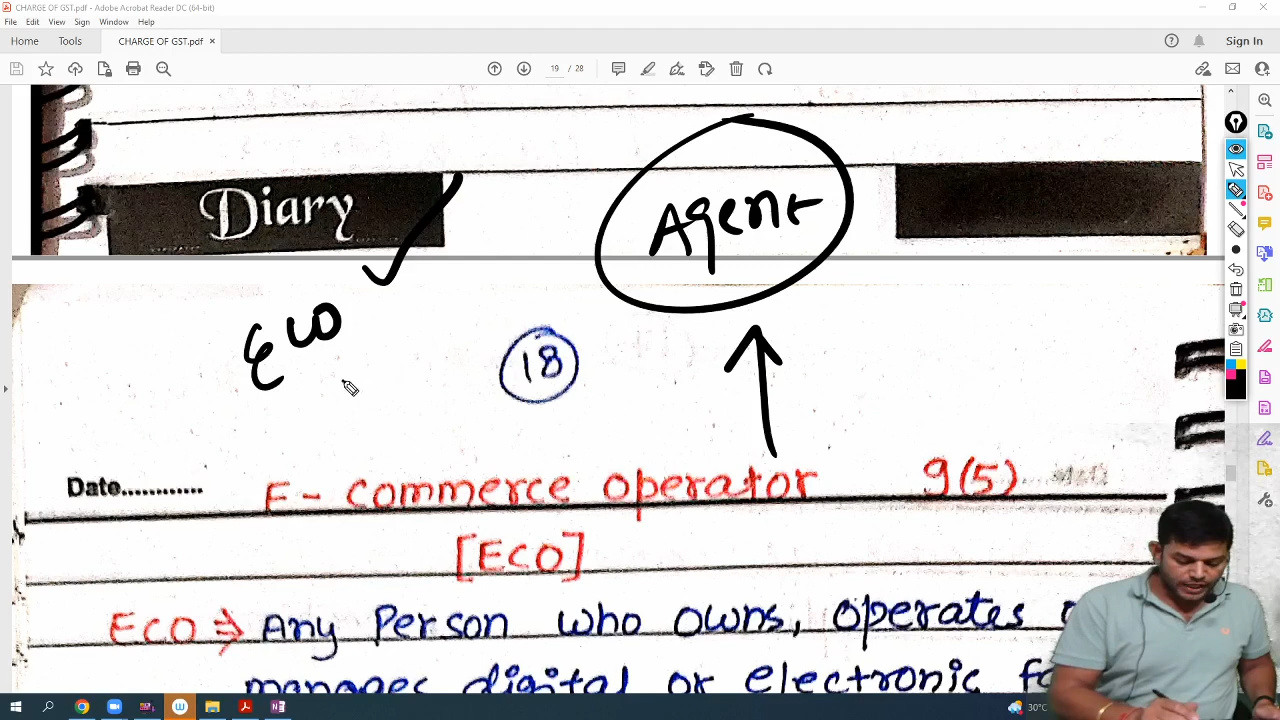 CHARGE OF GST.pdf - Adobe Acrobat Reader DC (64-bit)
File Edit View Sign Window Help
Home Tools CHARGE OF GST.pdf × Sign In
19 / 28
Diary
Agent
ECO
18
Date............ E - commerce operator 9(5)
[ECO]
ECO ⇒ Any Person who owns, operates
manages digital or electronic
30°C